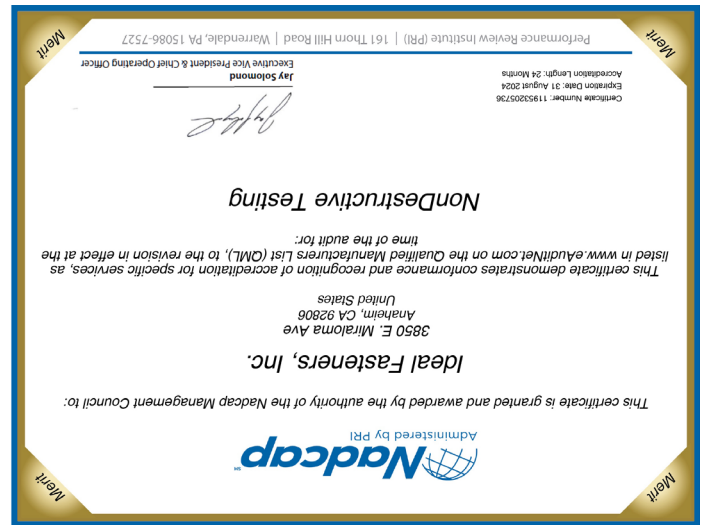 Merit
Merit
Nadcap SM
Administered by PRI
This certificate is granted and awarded by the authority of the Nadcap Management Council to:
Ideal Fasteners, Inc.
3850 E. Miraloma Ave
Anaheim, CA 92806
United States
This certificate demonstrates conformance and recognition of accreditation for specific services, as
listed in www.eAuditNet.com on the Qualified Manufacturers List (QML), to the revision in effect at the
time of the audit for:
NonDestructive Testing
Certificate Number: 11953205736
Expiration Date: 31 August 2024
Accreditation Length: 24 Months
Jay Solomond
Executive Vice President & Chief Operating Officer
Performance Review Institute (PRI) | 161 Thorn Hill Road | Warrendale, PA 15086-7527
Merit
Merit